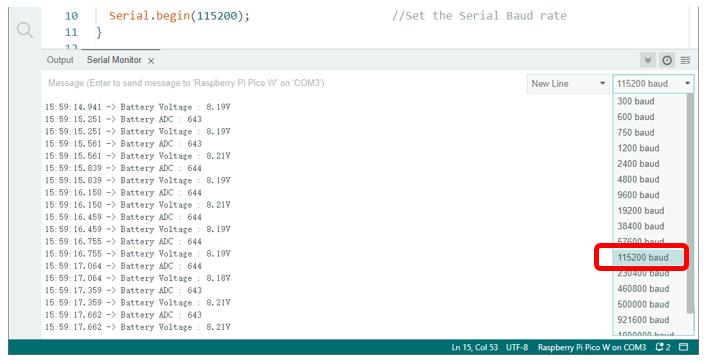 10 Serial.begin(115200); //Set the Serial Baud rate
11 }
12
Output Serial Monitor
Message (Enter to send message to 'Raspberry Pi Pico W' on 'COM3')
New Line
115200 baud
15:59:14.941 -> Battery Voltage : 8.19V
15:59:15.251 -> Battery ADC : 643
15:59:15.251 -> Battery Voltage : 8.19V
15:59:15.561 -> Battery ADC : 643
15:59:15.561 -> Battery Voltage : 8.21V
15:59:15.839 -> Battery ADC : 644
15:59:15.839 -> Battery Voltage : 8.19V
15:59:16.150 -> Battery ADC : 644
15:59:16.150 -> Battery Voltage : 8.21V
15:59:16.459 -> Battery ADC : 644
15:59:16.459 -> Battery Voltage : 8.19V
15:59:16.755 -> Battery ADC : 644
15:59:16.755 -> Battery Voltage : 8.19V
15:59:17.064 -> Battery ADC : 644
15:59:17.064 -> Battery Voltage : 8.18V
15:59:17.359 -> Battery ADC : 643
15:59:17.359 -> Battery Voltage : 8.21V
15:59:17.662 -> Battery ADC : 643
15:59:17.662 -> Battery Voltage : 8.21V
300 baud
600 baud
750 baud
1200 baud
2400 baud
4800 baud
9600 baud
19200 baud
38400 baud
57600 baud
115200 baud
230400 baud
460800 baud
500000 baud
921600 baud
1000000 baud
Ln 15, Col 53 UTF-8 Raspberry Pi Pico W on COM3 2